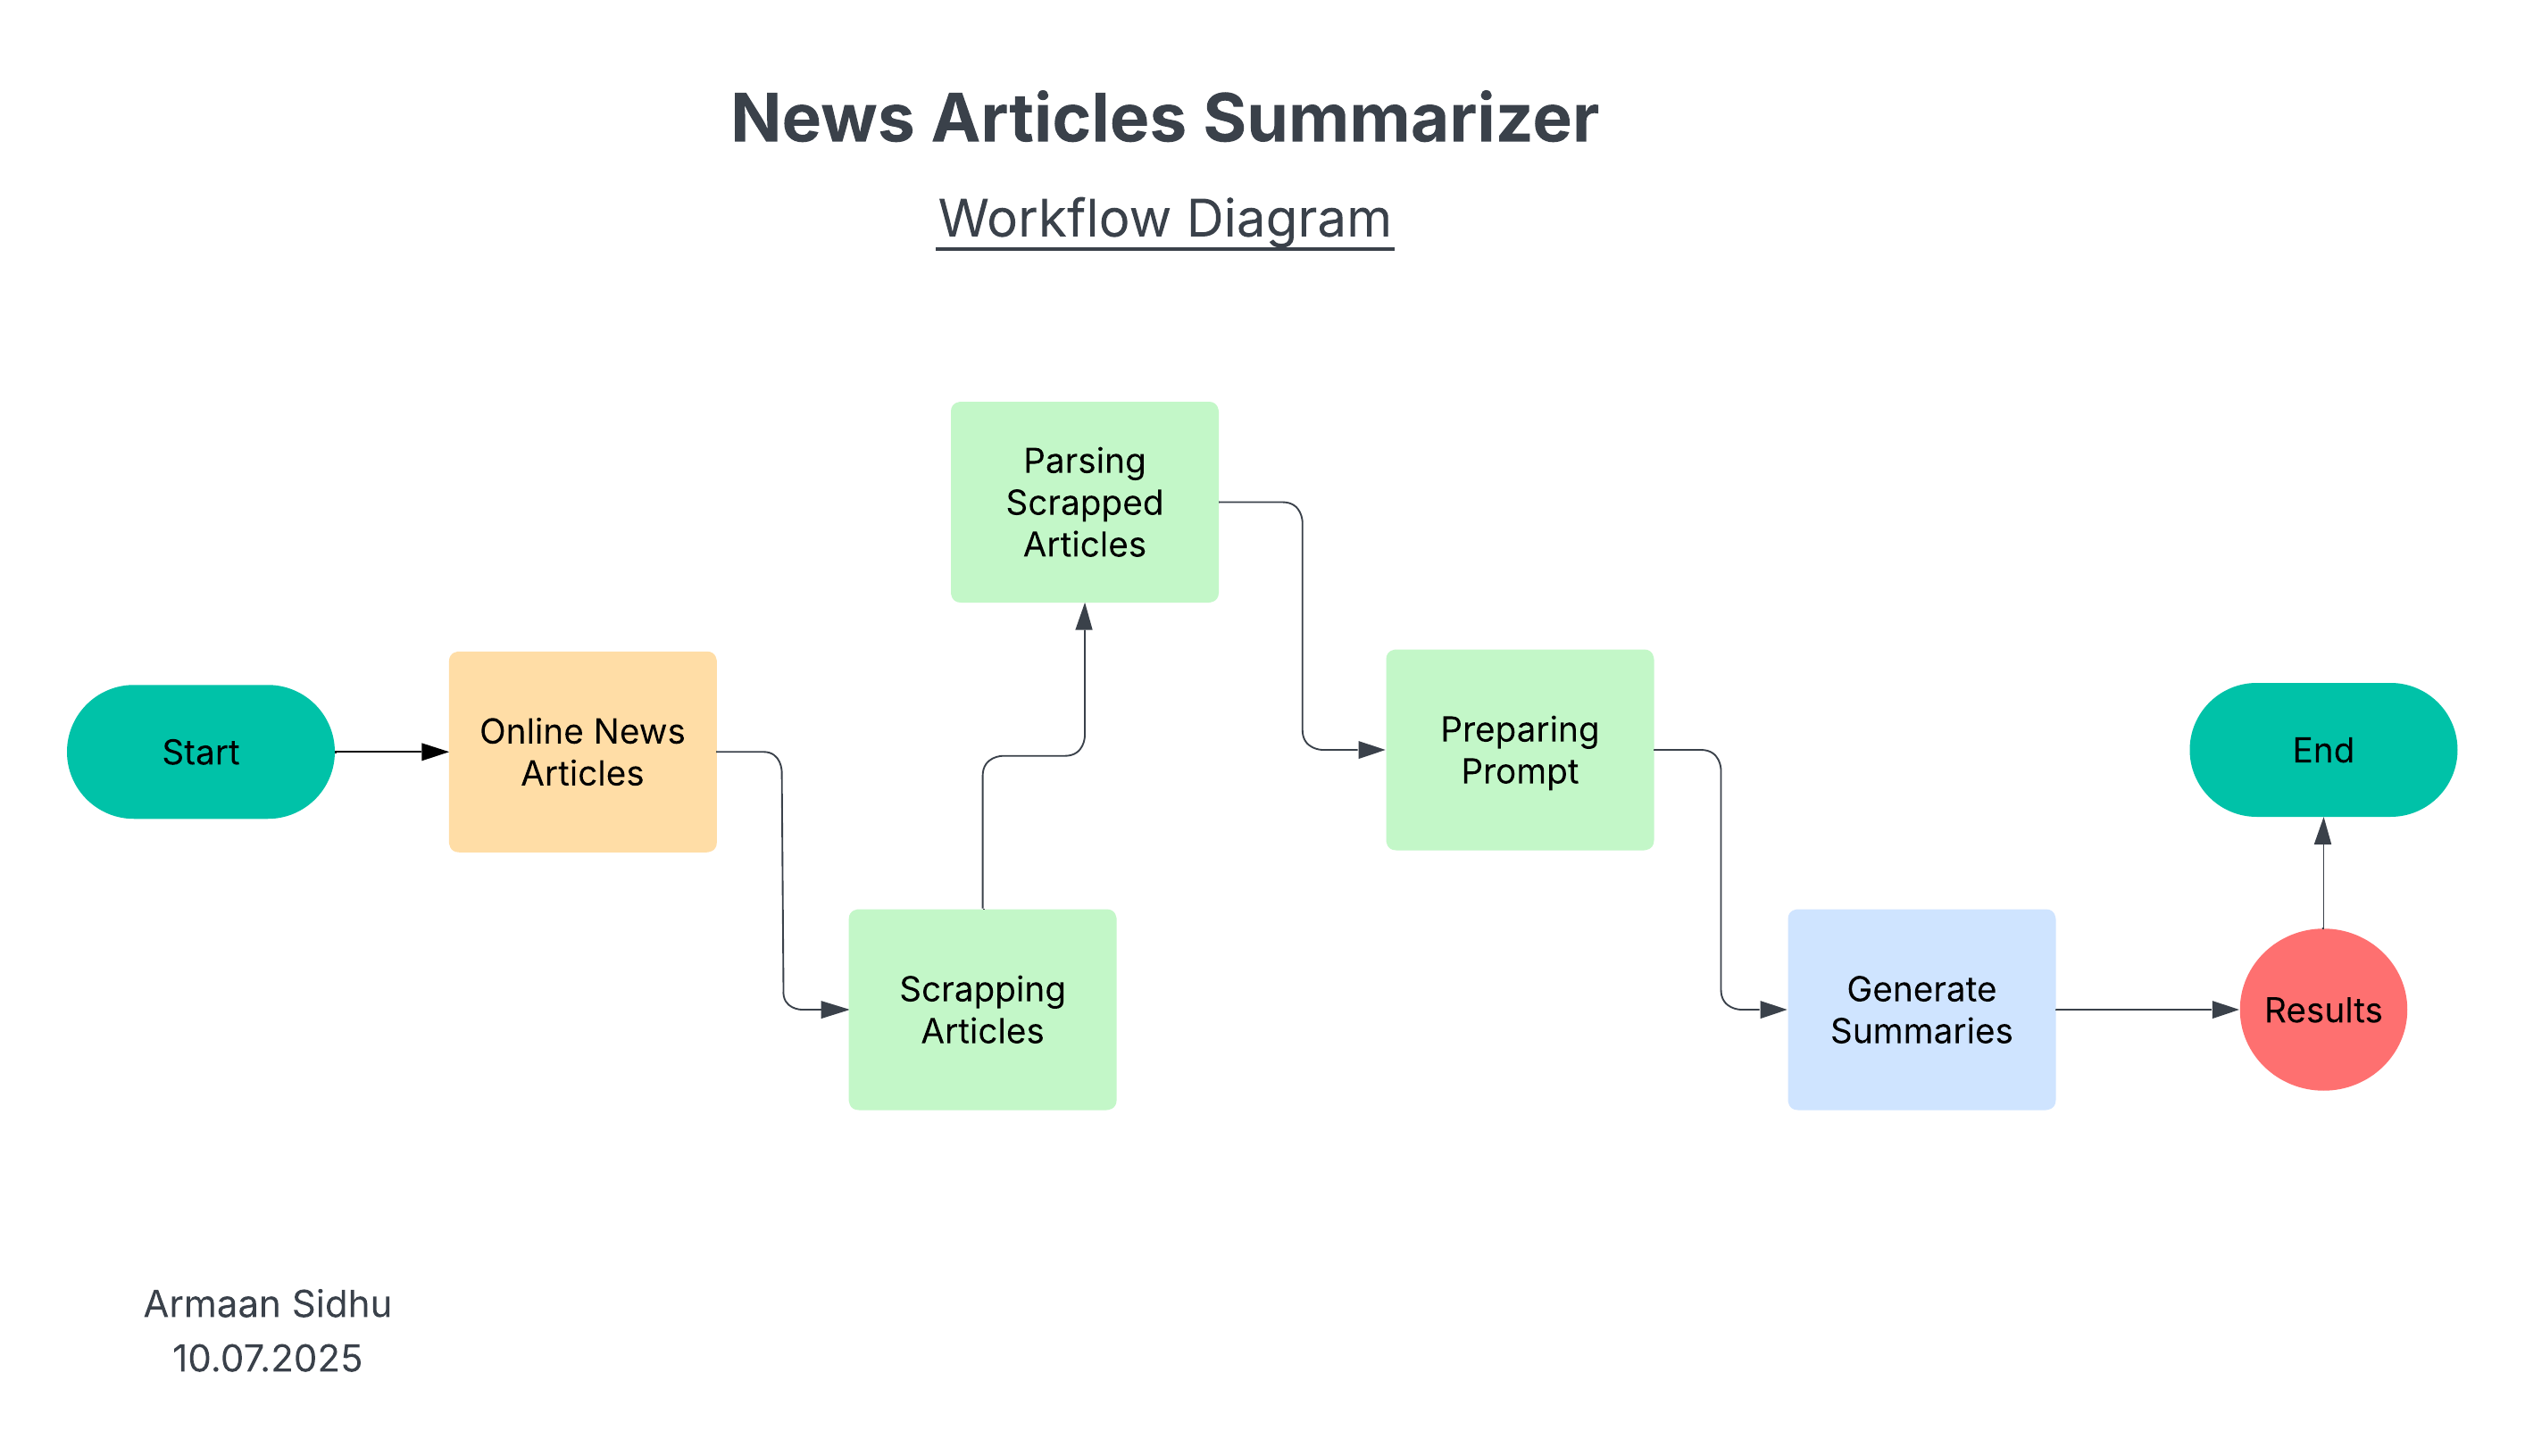 News Articles Summarizer
Workflow Diagram
Start
Online News
Articles
Scrapping
Articles
Parsing
Scrapped
Articles
Preparing
Prompt
Generate
Summaries
Results
End
Armaan Sidhu
10.07.2025